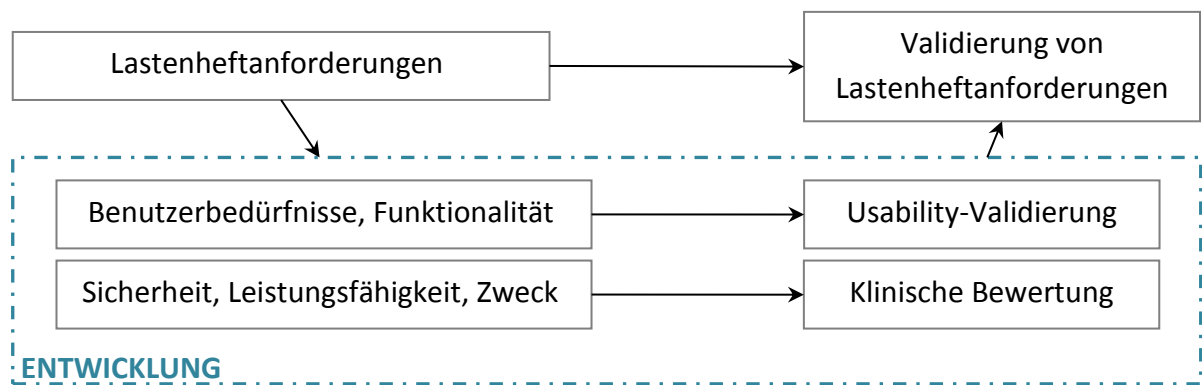 Lastenheftanforderungen
Validierung von
Lastenheftanforderungen
Benutzerbedürfnisse, Funktionalität
Usability-Validierung
Sicherheit, Leistungsfähigkeit, Zweck
Klinische Bewertung
ENTWICKLUNG